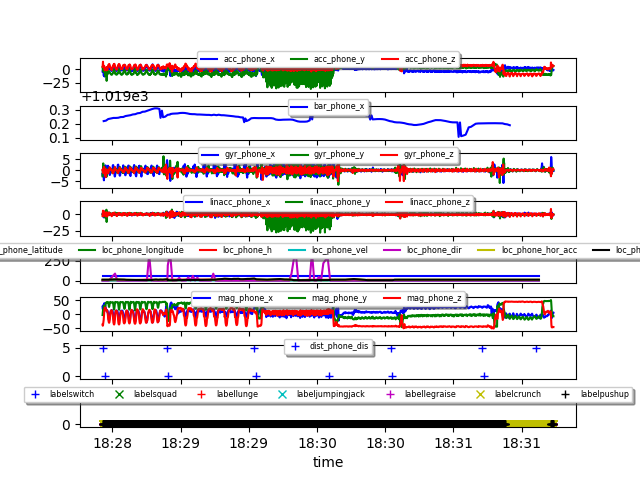 acc_phone_x acc_phone_y acc_phone_z
0
−25
+1.019e3
bar_phone_x
0.3
0.2
0.1
gyr_phone_x gyr_phone_y gyr_phone_z
5
0
−5
linacc_phone_x linacc_phone_y linacc_phone_z
0
−25
phone_latitude loc_phone_longitude loc_phone_h loc_phone_vel loc_phone_dir loc_phone_hor_acc loc_ph
250
0
mag_phone_x mag_phone_y mag_phone_z
50
0
−50
dist_phone_dis
5
0
labelswitch labelsquad labellunge labeljumpingjack labellegraise labelcrunch labelpushup
0
18:28 18:29 18:29 18:30 18:30 18:31 18:31
time